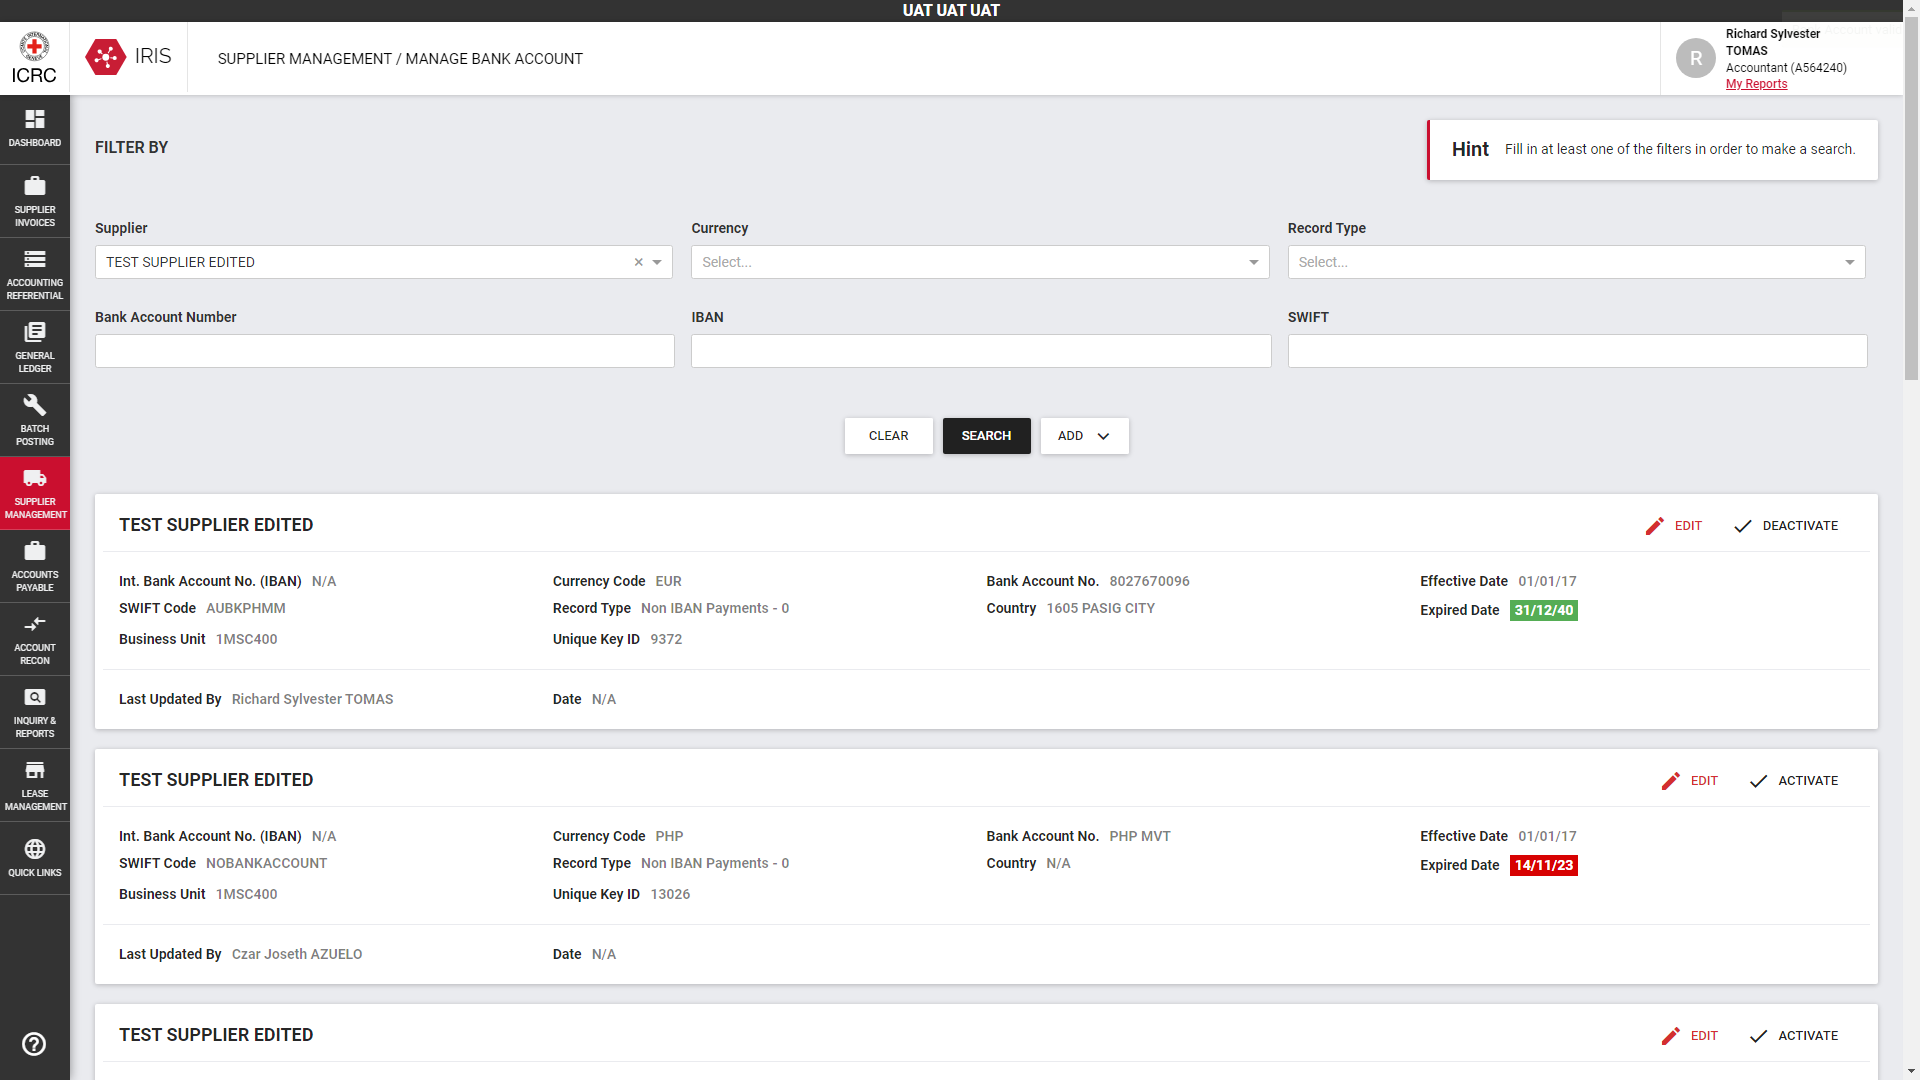 UAT UAT UAT
ICRC
IRIS
SUPPLIER MANAGEMENT / MANAGE BANK ACCOUNT
R
Richard Sylvester
TOMAS
Accountant (A564240)
My Reports
DASHBOARD
SUPPLIER
INVOICES
ACCOUNTING
REFERENTIAL
GENERAL
LEDGER
BATCH
POSTING
SUPPLIER
MANAGEMENT
ACCOUNTS
PAYABLE
ACCOUNT
RECON
INQUIRY &
REPORTS
LEASE
MANAGEMENT
QUICK LINKS
FILTER BY
Hint Fill in at least one of the filters in order to make a search.
Supplier Currency Record Type
TEST SUPPLIER EDITED Select... Select...
Bank Account Number IBAN SWIFT
CLEAR SEARCH ADD
TEST SUPPLIER EDITED EDIT DEACTIVATE
Int. Bank Account No. (IBAN) N/A Currency Code EUR Bank Account No. 8027670096 Effective Date 01/01/17
SWIFT Code AUBKPHMM Record Type Non IBAN Payments - 0 Country 1605 PASIG CITY Expired Date 31/12/40
Business Unit 1MSC400 Unique Key ID 9372
Last Updated By Richard Sylvester TOMAS Date N/A
TEST SUPPLIER EDITED EDIT ACTIVATE
Int. Bank Account No. (IBAN) N/A Currency Code PHP Bank Account No. PHP MVT Effective Date 01/01/17
SWIFT Code NOBANKACCOUNT Record Type Non IBAN Payments - 0 Country N/A Expired Date 14/11/23
Business Unit 1MSC400 Unique Key ID 13026
Last Updated By Czar Joseth AZUELO Date N/A
TEST SUPPLIER EDITED EDIT ACTIVATE